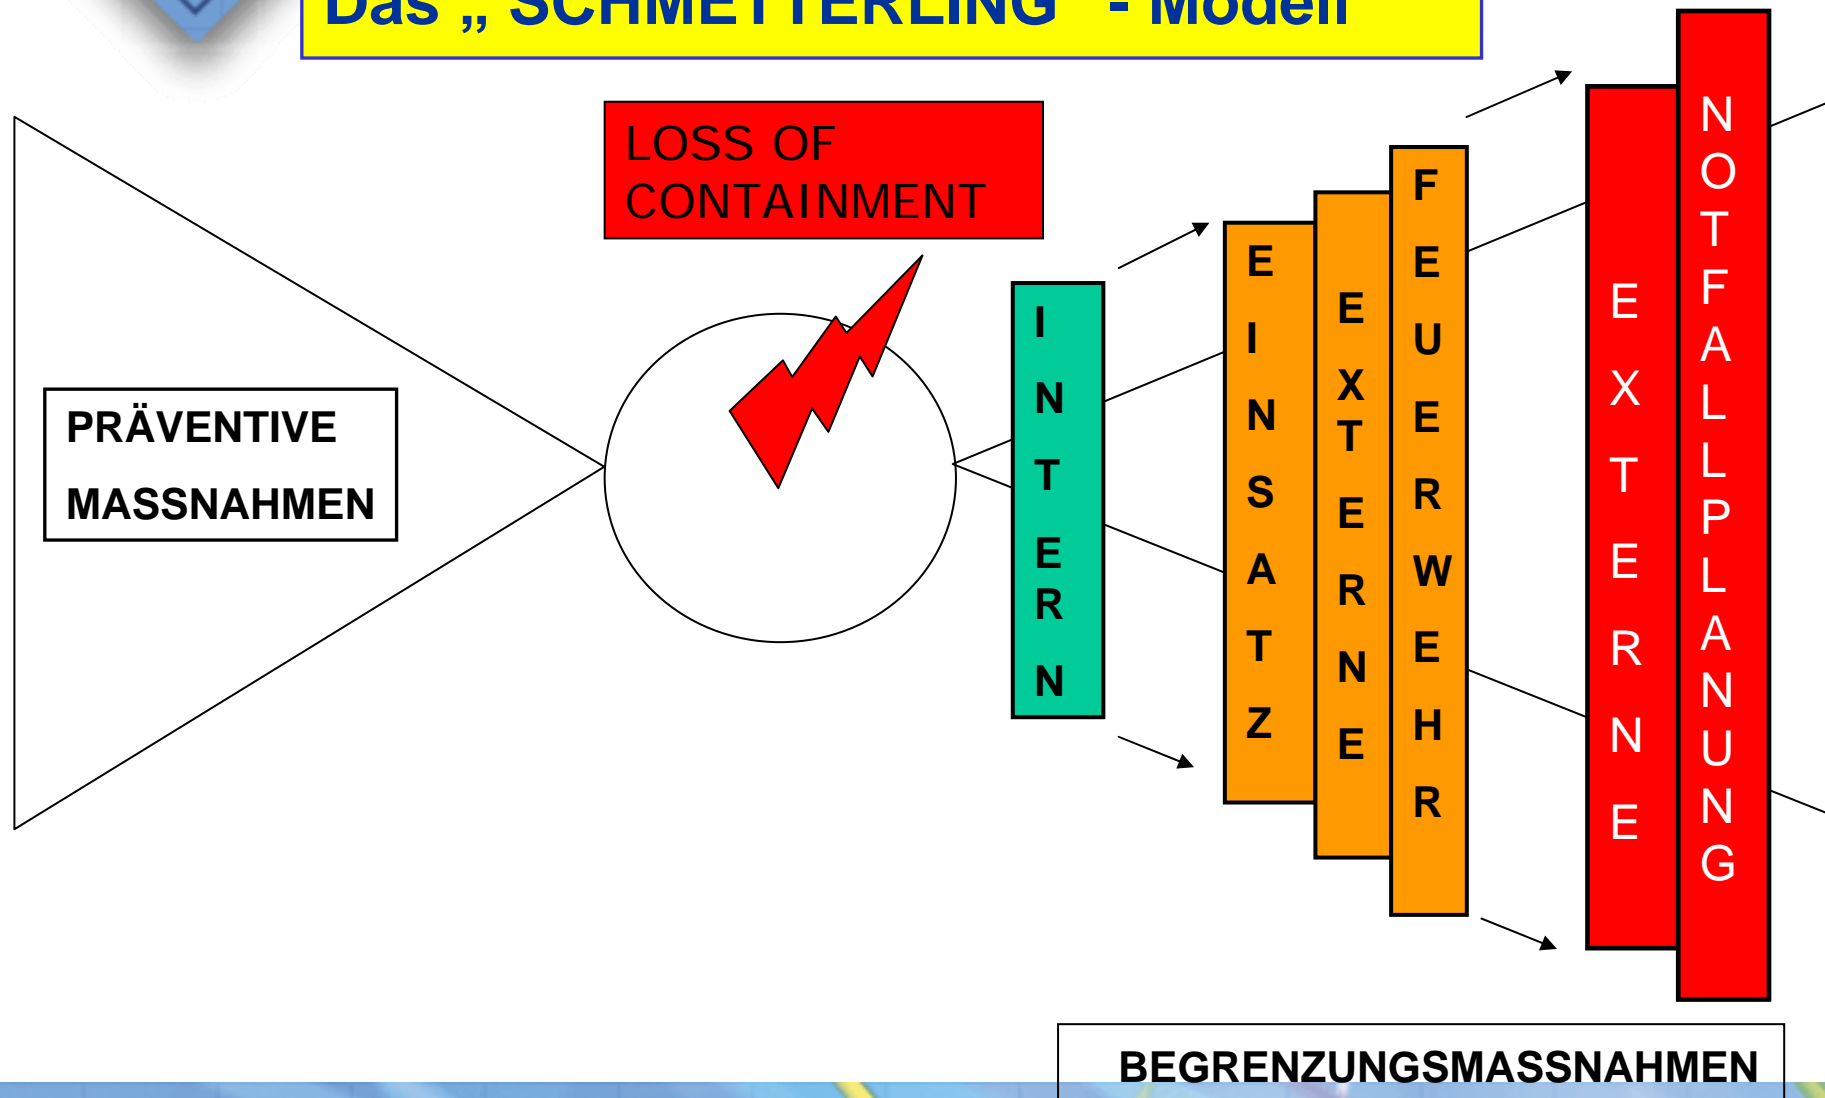 Das „ SCHMETTERLING" - Modell
LOSS OF
CONTAINMENT
PRÄVENTIVE
MASSNAHMEN
INTERN
EINSATZ
EXTERNE
FEUERWEHR
EXTERNE
NOTFALLPLANUNG
BEGRENZUNGSMASSNAHMEN